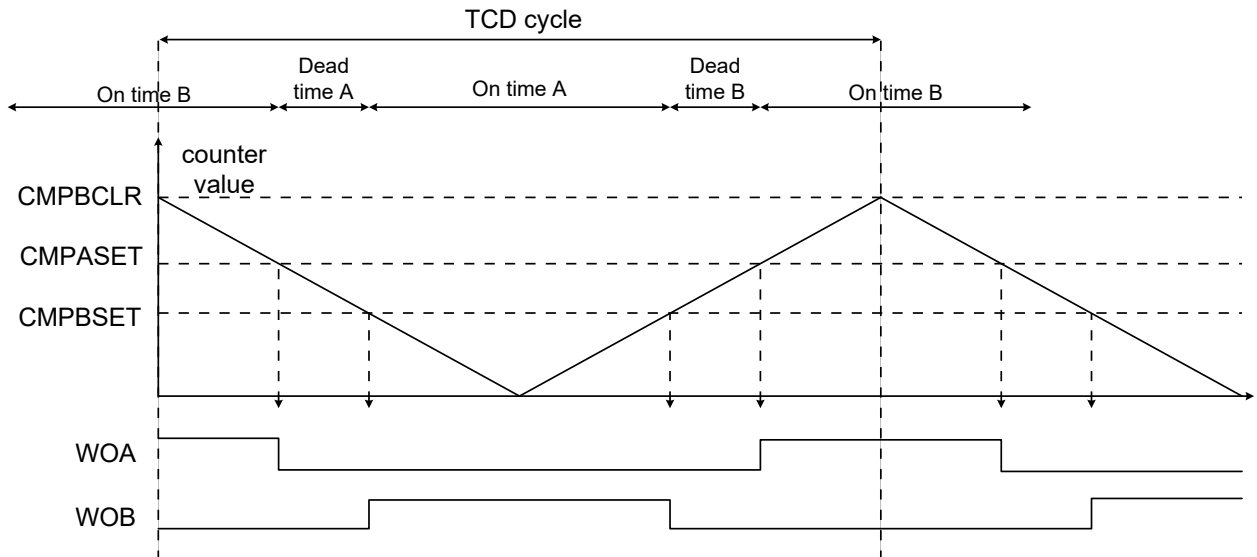 TCD cycle
Dead
time A
Dead
time B
On time B
On time A
On time B
counter
value
CMPBCLR
CMPASET
CMPBSET
WOA
WOB